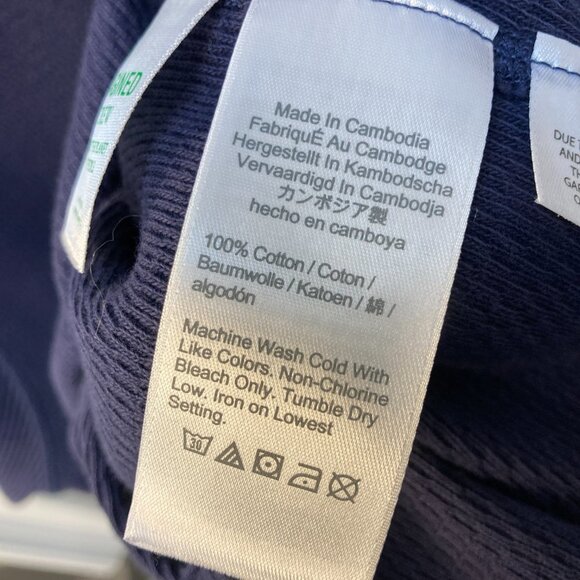 Made In Cambodia
FabriquÉ Au Cambodge
Hergestellt In Kambodscha
Vervaardigd In Cambodja
カンボジア製
hecho en camboya
100% Cotton / Coton /
Baumwolle / Katoen / 綿 /
algodón
Machine Wash Cold With
Like Colors. Non-Chlorine
Bleach Only. Tumble Dry
Low. Iron on Lowest
Setting.
30
DUE
AND